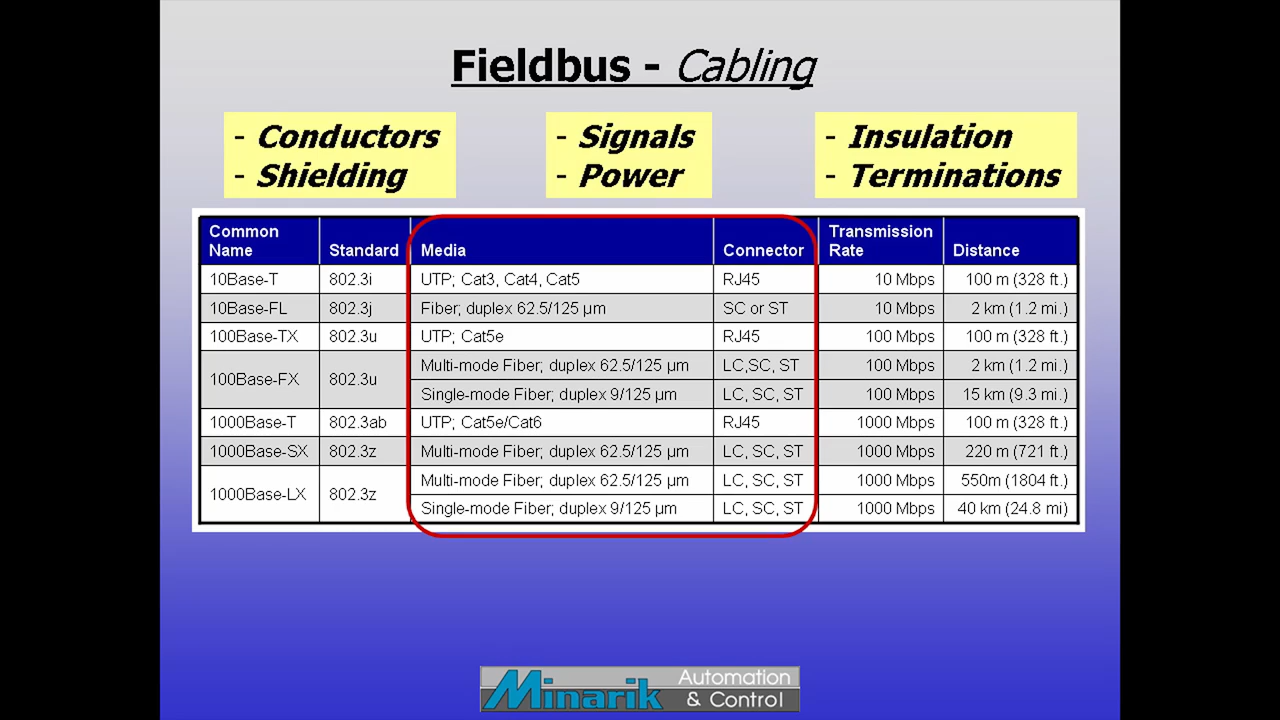 Fieldbus - Cabling
- Conductors
- Shielding
- Signals
- Power
- Insulation
- Terminations
Common Name Standard Media Connector Transmission Rate Distance
10Base-T 802.3i UTP; Cat3, Cat4, Cat5 RJ45 10 Mbps 100 m (328 ft.)
10Base-FL 802.3j Fiber; duplex 62.5/125 µm SC or ST 10 Mbps 2 km (1.2 mi.)
100Base-TX 802.3u UTP; Cat5e RJ45 100 Mbps 100 m (328 ft.)
100Base-FX 802.3u Multi-mode Fiber; duplex 62.5/125 µm LC,SC, ST 100 Mbps 2 km (1.2 mi.)
Single-mode Fiber; duplex 9/125 µm LC, SC, ST 100 Mbps 15 km (9.3 mi.)
1000Base-T 802.3ab UTP; Cat5e/Cat6 RJ45 1000 Mbps 100 m (328 ft.)
1000Base-SX 802.3z Multi-mode Fiber; duplex 62.5/125 µm LC, SC, ST 1000 Mbps 220 m (721 ft.)
1000Base-LX 802.3z Multi-mode Fiber; duplex 62.5/125 µm LC, SC, ST 1000 Mbps 550m (1804 ft.)
Single-mode Fiber; duplex 9/125 µm LC, SC, ST 1000 Mbps 40 km (24.8 mi)
Minarik Automation & Control